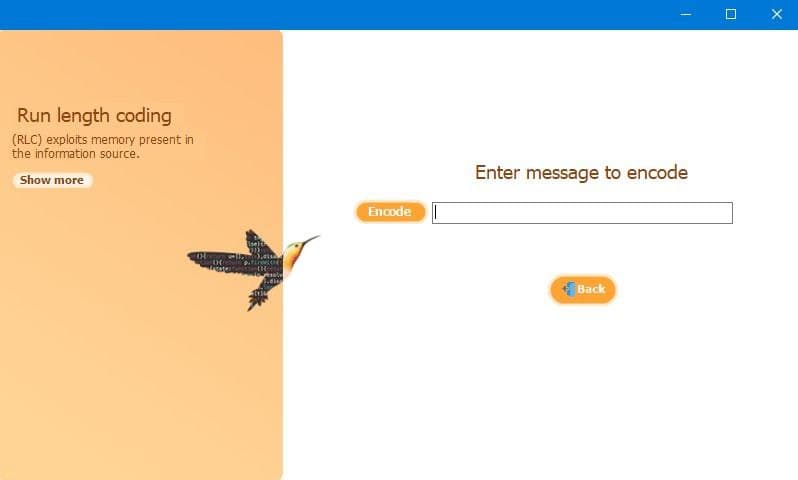 Run length coding
(RLC) exploits memory present in
the information source.
Show more
Enter message to encode
Encode
Back